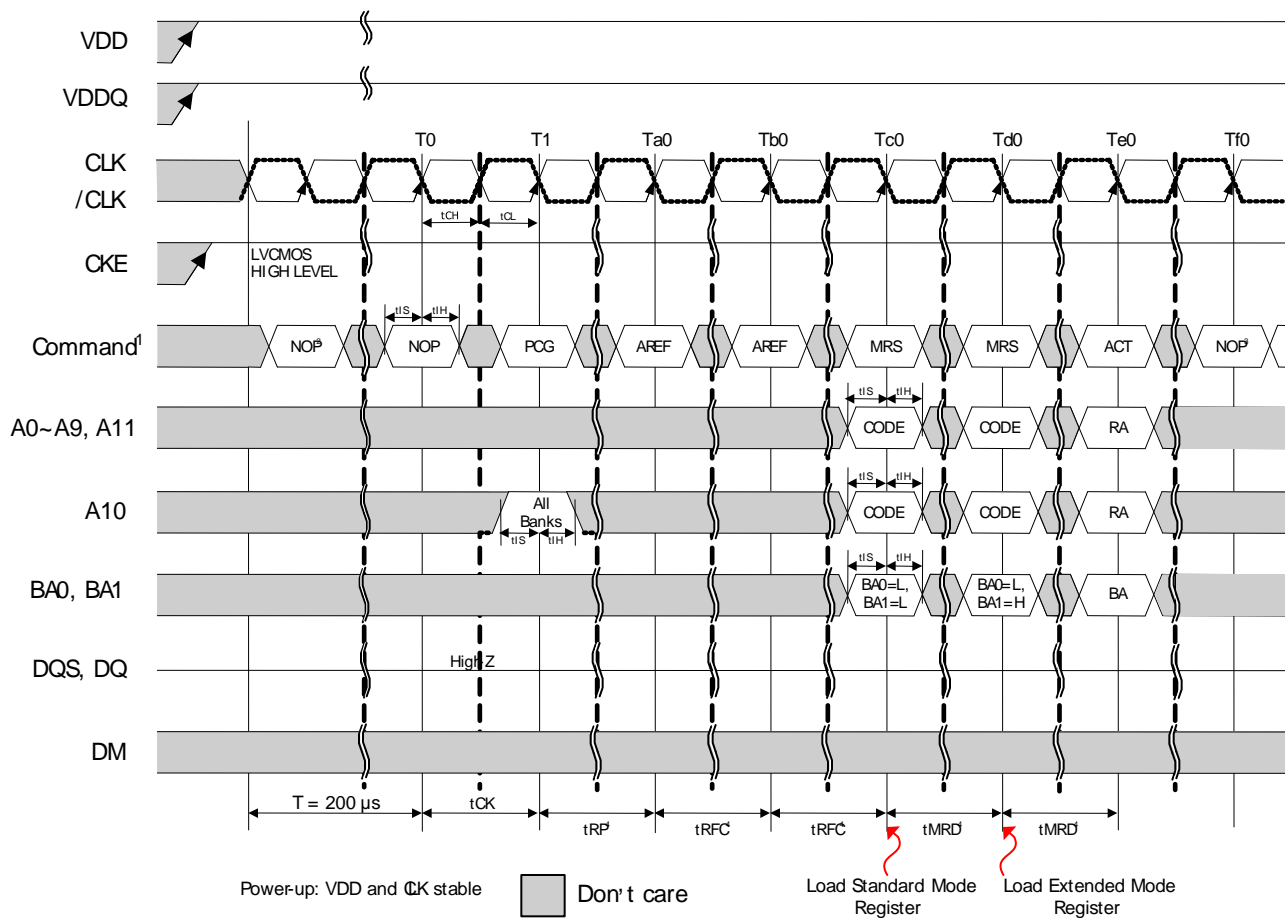 VDD
VDDQ
T0 T1 Ta0 Tb0 Tc0 Td0 Te0 Tf0
CLK
/CLK
tCH tCL
CKE
LVCMOS
HIGH LEVEL
tIS tIH
Command1 NOP NOP PCG AREF AREF MRS MRS ACT NOP
tIS tIH
A0~A9, A11 CODE CODE RA
tIS tIH
A10 All
Banks CODE CODE RA
tIS tIH
tIS tIH
BA0, BA1 BA0=L,
BA1=L BA0=L,
BA1=H BA
DQS, DQ High-Z
DM
T = 200 µs tCK tRP tRFC tRFC tMRD tMRD
Power-up: VDD and CLK stable
Don't care
Load Standard Mode
Register
Load Extended Mode
Register